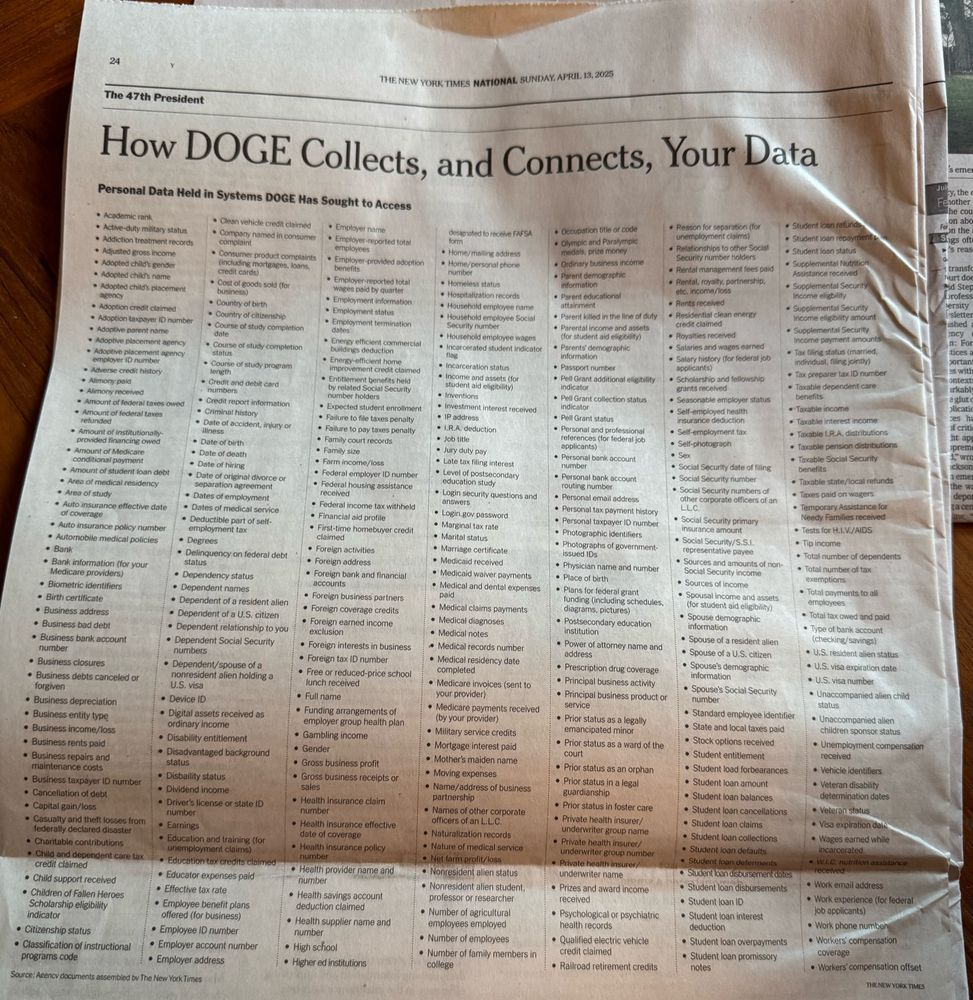 24
THE NEW YORK TIMES NATIONAL SUNDAY, APRIL 13, 2025
The 47th President
How DOGE Collects, and Connects, Your Data
Personal Data Held in Systems DOGE Has Sought to Access
• Academic rank
• Active-duty military status
• Addiction treatment records
• Adjusted gross income
• Adopted child's gender
• Adopted child's name
• Adopted child's placement
agency
• Adoption credit claimed
• Adoption taxpayer ID number
• Adoptive parent name
• Adoptive placement agency
• Adoptive placement agency
employer ID number
• Adverse credit history
• Alimony paid
• Alimony received
• Amount of federal taxes owed
• Amount of federal taxes
refunded
• Amount of institutionally-
provided financing owed
• Amount of Medicare
conditional payment
• Amount of student loan debt
• Area of medical residency
• Area of study
• Auto insurance effective date
of coverage
• Auto insurance policy number
• Automobile medical policies
• Bank
• Bank information (for your
Medicare providers)
• Biometric identifiers
• Birth certificate
• Business address
• Business bad debt
• Business bank account
number
• Business closures
• Business debts canceled or
forgiven
• Business depreciation
• Business entity type
• Business income/loss
• Business rents paid
• Business repairs and
maintenance costs
• Business taxpayer ID number
• Cancellation of debt
• Capital gain/loss
• Casualty and theft losses from
federally declared disaster
• Charitable contributions
• Child and dependent care tax
credit claimed
• Child support received
• Children of Fallen Heroes
Scholarship eligibility
indicator
• Citizenship status
• Classification of instructional
programs code
• Clean vehicle credit claimed
• Company named in consumer
complaint
• Consumer product complaints
(including mortgages, loans,
credit cards)
• Cost of goods sold (for
business)
• Country of birth
• Country of citizenship
• Course of study completion
date
• Course of study completion
status
• Course of study program
length
• Credit and debit card
numbers
• Credit report information
• Criminal history
• Date of accident, injury or
illness
• Date of birth
• Date of death
• Date of hiring
• Date of original divorce or
separation agreement
• Dates of employment
• Dates of medical service
• Deductible part of self-
employment tax
• Degrees
• Delinquency on federal debt
status
• Dependency status
• Dependent names
• Dependent of a resident alien
• Dependent of a U.S. citizen
• Dependent relationship to you
• Dependent Social Security
numbers
• Dependent/spouse of a
nonresident alien holding a
U.S. visa
• Device ID
• Digital assets received as
ordinary income
• Disability entitlement
• Disadvantaged background
status
• Disbaility status
• Dividend income
• Driver's license or state ID
number
• Earnings
• Education and training (for
unemployment claims)
• Education tax credits claimed
• Educator expenses paid
• Effective tax rate
• Employee benefit plans
offered (for business)
• Employee ID number
• Employer account number
• Employer address
• Employer name
• Employer-reported total
employees
• Employer-provided adoption
benefits
• Employer-reported total
wages paid by quarter
• Employment information
• Employment status
• Employment termination
dates
• Energy efficient commercial
buildings deduction
• Energy-efficient home
improvement credit claimed
• Entitlement benefits held
by related Social Security
number holders
• Expected student enrollment
• Failure to file taxes penalty
• Failure to pay taxes penalty
• Family court records
• Family size
• Farm income/loss
• Federal employer ID number
• Federal housing assistance
received
• Federal income tax withheld
• Financial aid profile
• First-time homebuyer credit
claimed
• Foreign activities
• Foreign address
• Foreign bank and financial
accounts
• Foreign business partners
• Foreign coverage credits
• Foreign earned income
exclusion
• Foreign interests in business
• Foreign tax ID number
• Free or reduced-price school
lunch received
• Full name
• Funding arrangements of
employer group health plan
• Gambling income
• Gender
• Gross business profit
• Gross business receipts or
sales
• Health insurance claim
number
• Health insurance effective
date of coverage
• Health insurance policy
number
• Health provider name and
number
• Health savings account
deduction claimed
• Health supplier name and
number
• High school
• Higher ed institutions
designated to receive FAFSA
form
• Home/mailing address
• Home/personal phone
number
• Homeless status
• Hospitalization records
• Household employee name
• Household employee Social
Security number
• Household employee wages
• Incarcerated student indicator
flag
• Incarceration status
• Income and assets (for
student aid eligibility)
• Inventions
• Investment interest received
• IP address
• I.R.A. deduction
• Job title
• Jury duty pay
• Late tax filing interest
• Level of postsecondary
education study
• Login security questions and
answers
• Login.gov password
• Marginal tax rate
• Marital status
• Marriage certificate
• Medicaid received
• Medicaid waiver payments
• Medical and dental expenses
paid
• Medical claims payments
• Medical diagnoses
• Medical notes
• Medical records number
• Medical residency date
completed
• Medicare invoices (sent to
your provider)
• Medicare payments received
(by your provider)
• Military service credits
• Mortgage interest paid
• Mother's maiden name
• Moving expenses
• Name/address of business
partnership
• Names of other corporate
officers of an L.L.C.
• Naturalization records
• Nature of medical service
• Net farm profit/loss
• Nonresident alien status
• Nonresident alien student,
professor or researcher
• Number of agricultural
employees employed
• Number of employees
• Number of family members in
college
• Occupation title or code
• Olympic and Paralympic
medals, prize money
• Ordinary business income
• Parent demographic
information
• Parent educational
attainment
• Parent killed in the line of duty
• Parental income and assets
(for student aid eligibility)
• Parents' demographic
information
• Passport number
• Pell Grant additional eligibility
indicator
• Pell Grant collection status
indicator
• Pell Grant status
• Personal and professional
references (for federal job
applicants)
• Personal bank account
number
• Personal bank account
routing number
• Personal email address
• Personal tax payment history
• Personal taxpayer ID number
• Photographic identifiers
• Photographs of government-
issued IDs
• Physician name and number
• Place of birth
• Plans for federal grant
funding (including schedules,
diagrams, pictures)
• Postsecondary education
institution
• Power of attorney name and
address
• Prescription drug coverage
• Principal business activity
• Principal business product or
service
• Prior status as a legally
emancipated minor
• Prior status as a ward of the
court
• Prior status as an orphan
• Prior status in a legal
guardianship
• Prior status in foster care
• Private health insurer/
underwriter group name
• Private health insurer/
underwriter group number
• Private health insurer/
underwriter name
• Prizes and award income
received
• Psychological or psychiatric
health records
• Qualified electric vehicle
credit claimed
• Railroad retirement credits
• Reason for separation (for
unemployment claims)
• Relationships to other Social
Security number holders
• Rental management fees paid
• Rental, royalty, partnership,
etc. income/loss
• Rents received
• Residential clean energy
credit claimed
• Royalties received
• Salaries and wages earned
• Salary history (for federal job
applicants)
• Scholarship and fellowship
grants received
• Seasonal employer status
• Self-employed health
insurance deduction
• Self-employment tax
• Self-photograph
• Sex
• Social Security date of filing
• Social Security number
• Social Security numbers of
other corporate officers of an
L.L.C.
• Social Security primary
insurance amount
• Social Security/S.S.I.
representative payee
• Sources and amounts of non-
Social Security income
• Sources of income
• Spousal income and assets
(for student aid eligibility)
• Spouse demographic
information
• Spouse of a resident alien
• Spouse of a U.S. citizen
• Spouse's demographic
information
• Spouse's Social Security
number
• Standard employee identifier
• State and local taxes paid
• Stock options received
• Student entitlement
• Student load forbearances
• Student loan amount
• Student loan balances
• Student loan cancellations
• Student loan claims
• Student loan collections
• Student loan defaults
• Student loan deferments
• Student loan disbursement dates
• Student loan disbursements
• Student loan ID
• Student loan interest
deduction
• Student loan overpayments
• Student loan promissory
notes
• Student loan refunds
• Student loan repayment plan
• Student loan status
• Supplemental Nutrition
Assistance received
• Supplemental Security
Income eligibility
• Supplemental Security
Income eligibility amount
• Supplemental Security
Income payment amounts
• Tax filing status (married,
individual, filing jointly)
• Tax preparer tax ID number
• Taxable dependent care
benefits
• Taxable income
• Taxable interest income
• Taxable I.R.A. distributions
• Taxable pension distributions
• Taxable Social Security
benefits
• Taxable state/local refunds
• Taxes paid on wages
• Temporary Assistance for
Needy Families received
• Tests for H.I.V./AIDS
• Tip income
• Total number of dependents
• Total number of tax
exemptions
• Total payments to all
employees
• Total tax owed and paid
• Type of bank account
(checking/savings)
• U.S. resident alien status
• U.S. visa expiration date
• U.S. visa number
• Unaccompanied alien child
status
• Unaccompanied alien
children sponsor status
• Unemployment compensation
received
• Vehicle identifiers
• Veteran disability
determination dates
• Veteran status
• Visa expiration date
• Wages earned while
incarcerated
• W.I.C. nutrition assistance
received
• Work email address
• Work experience (for federal
job applicants)
• Work phone number
• Workers' compensation
coverage
• Workers' compensation offset
Source: Agency documents assembled by The New York Times
THE NEW YORK TIMES